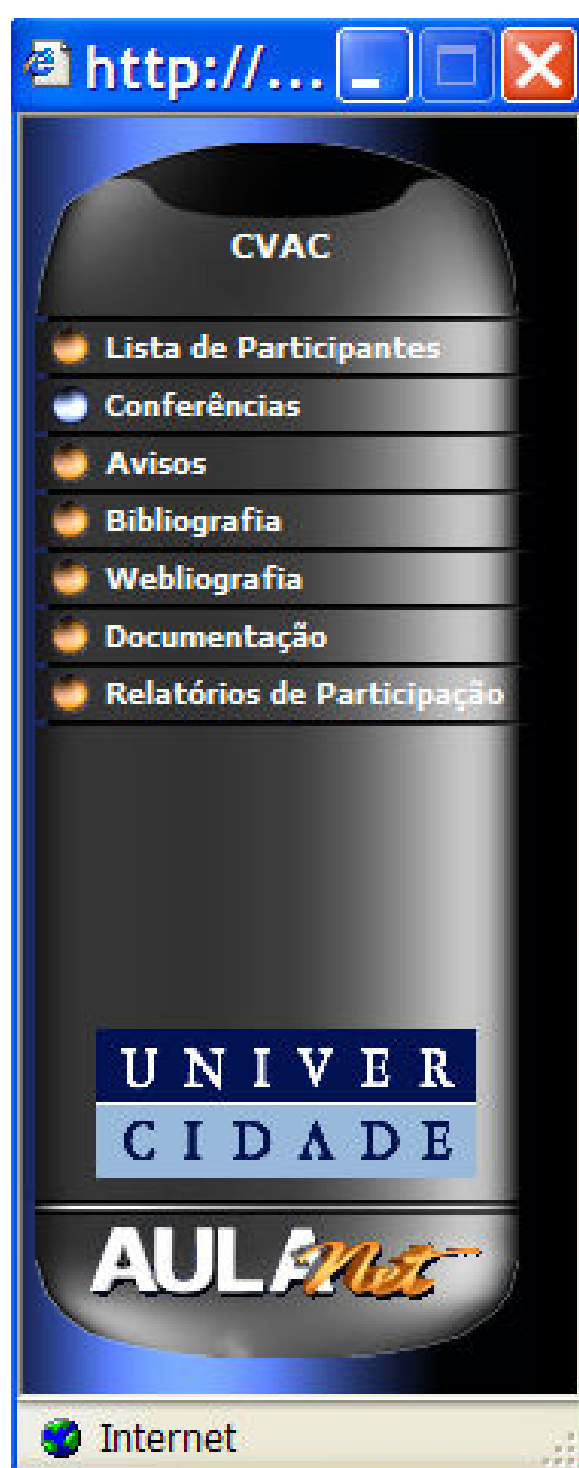 http://...
CVAC
Lista de Participantes
Conferências
Avisos
Bibliografia
Webliografia
Documentação
Relatórios de Participação
UNIVER
CIDADE
AULANet
Internet